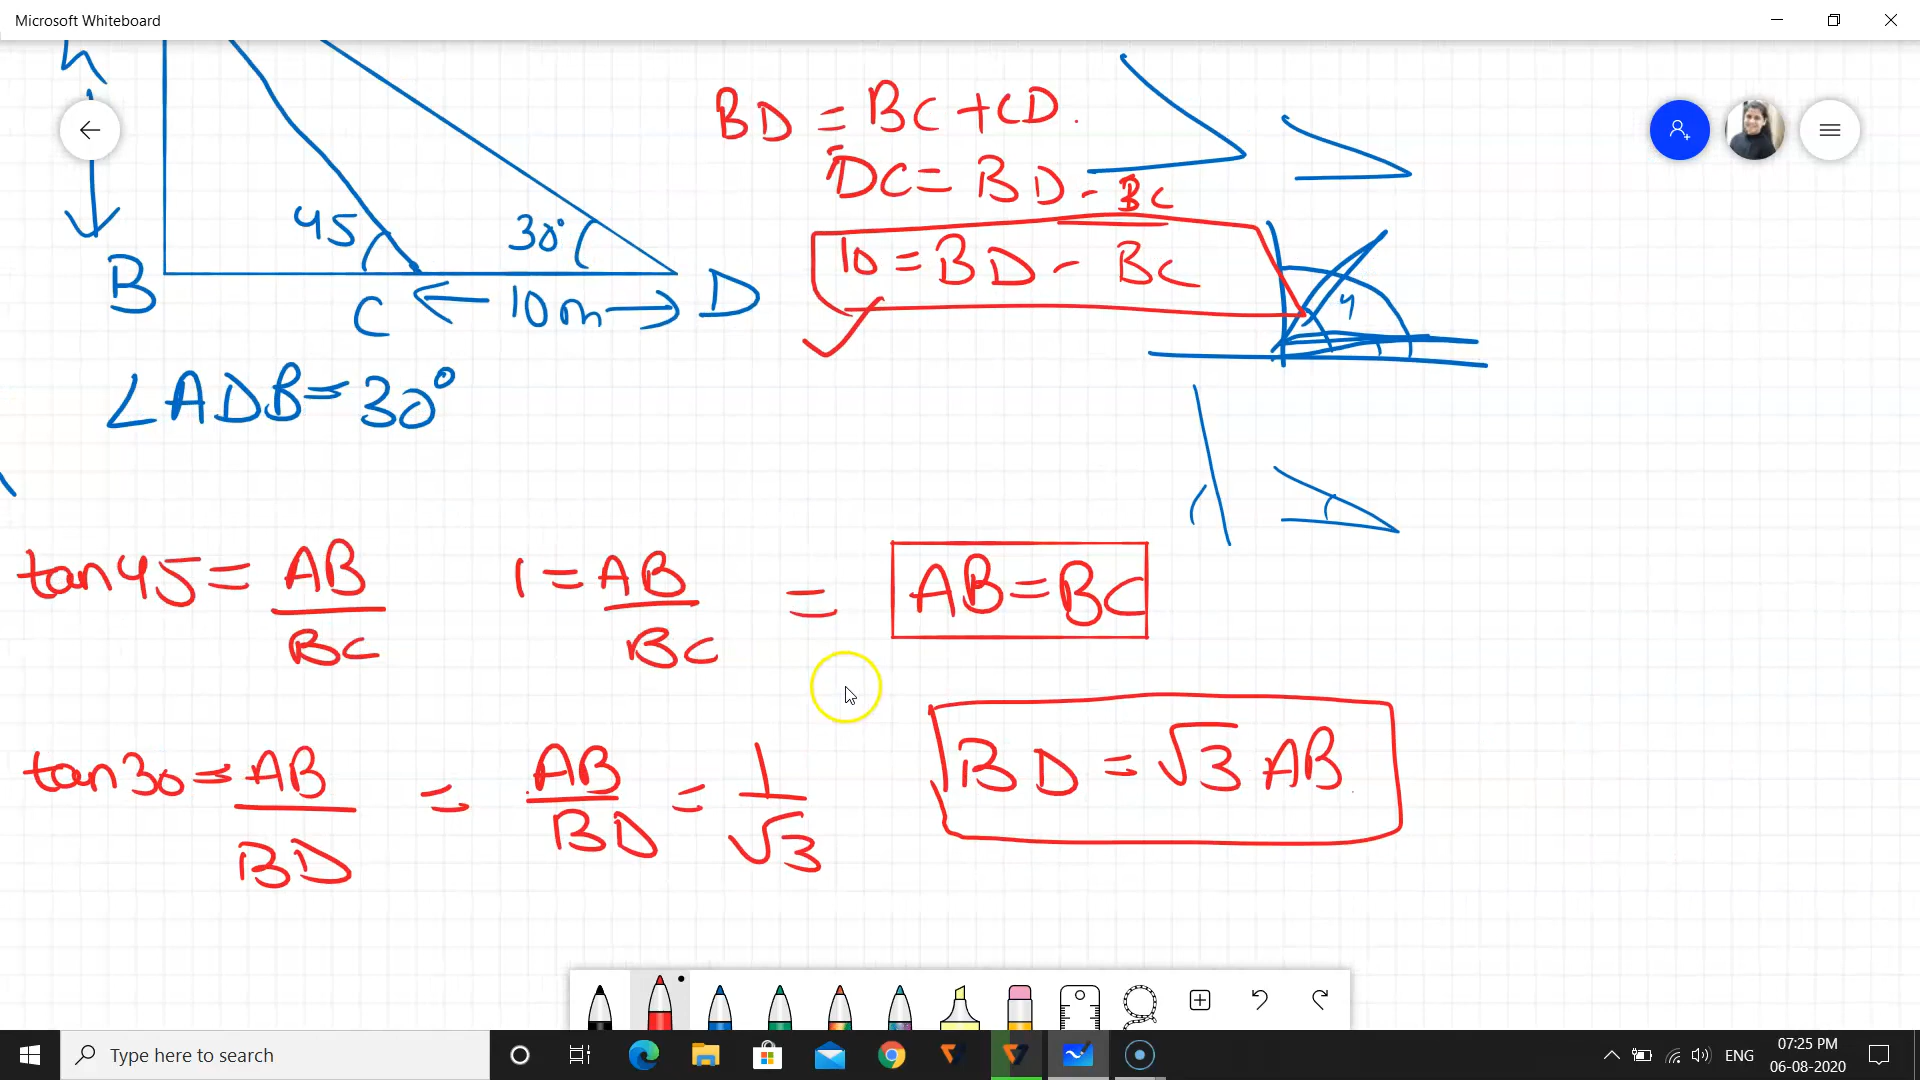 Microsoft Whiteboard
h
45
30°
B
C
10m
D
BD = BC + CD.
DC = BD - BC
10 = BD - BC
4
∠ADB = 30°
tan45 = AB/BC 1 = AB/BC = AB = BC
tan30 = AB/BD = AB/BD = 1/√3 BD = √3 AB
Type here to search
ENG
07:25 PM
06-08-2020